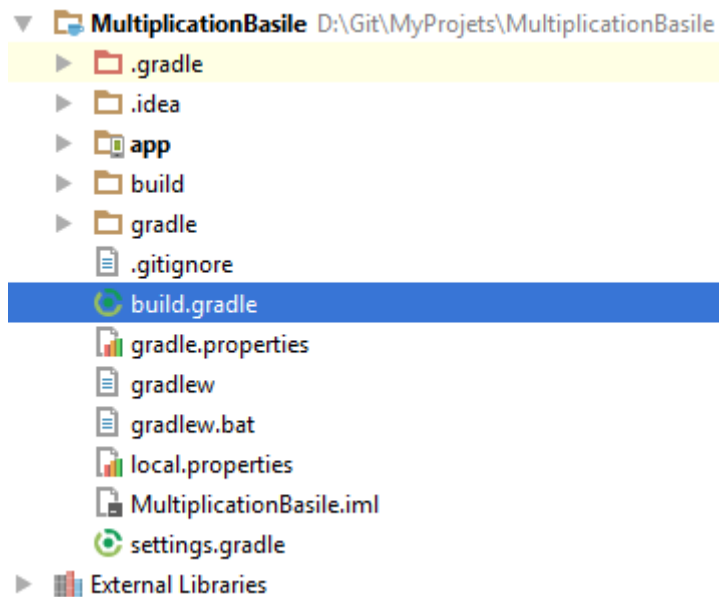 MultiplicationBasile D:\Git\MyProjets\MultiplicationBasile
.gradle
.idea
app
build
gradle
.gitignore
build.gradle
gradle.properties
gradlew
gradlew.bat
local.properties
MultiplicationBasile.iml
settings.gradle
External Libraries